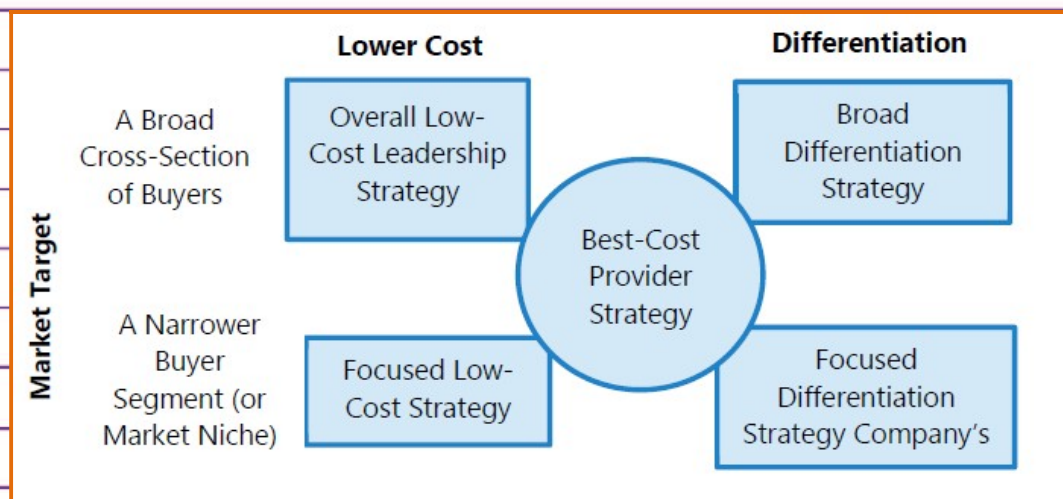 Lower Cost
Differentiation
A Broad
Cross-Section
of Buyers
Overall Low-
Cost Leadership
Strategy
Broad
Differentiation
Strategy
Best-Cost
Provider
Strategy
Market Target
A Narrower
Buyer
Segment (or
Market Niche)
Focused Low-
Cost Strategy
Focused
Differentiation
Strategy Company's